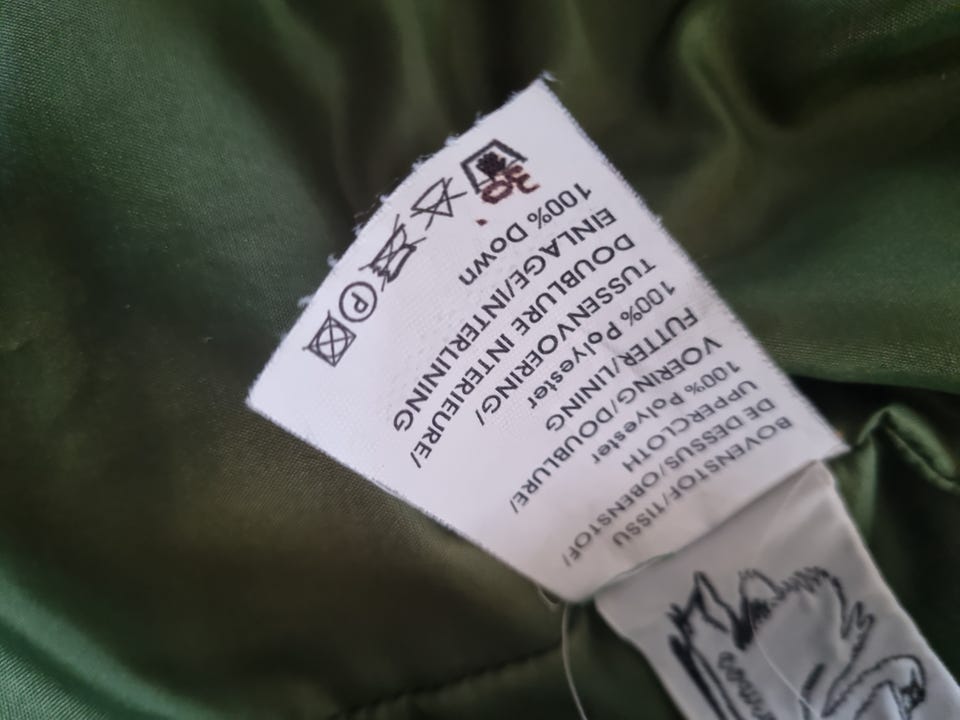 BOVENSTOF/TISSU
DE DESSUS/OBENSTOF/
UPPERCLOTH
100% Polyester
VOERING/DOUBLURE/
FUTTER/LINING
100% Polyester
TUSSENVOERING/
DOUBLURE INTERIEURE/
EINLAGE/INTERLINING
100% Down
30
P